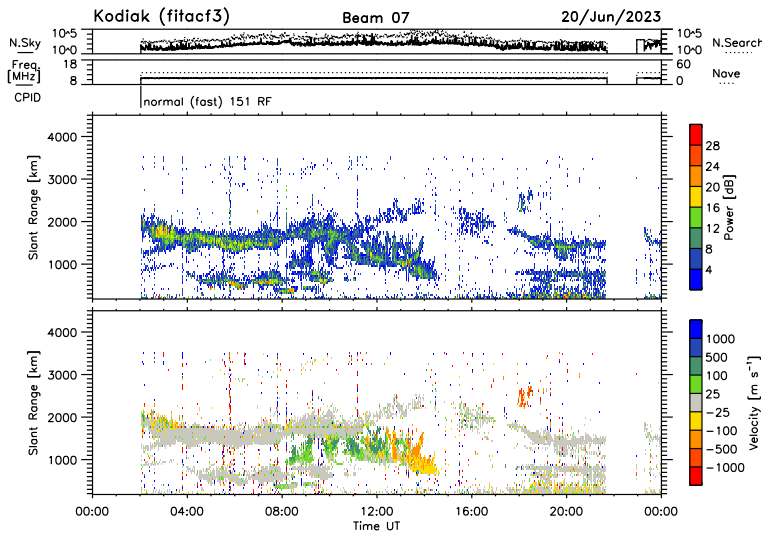 Kodiak (fitacf3) Beam 07 20/Jun/2023
N.Sky 10+5 10+5 N.Search
10+0 10+0
Freq. 18 60 Nave
[MHz] 8 0
CPID normal (fast) 151 RF
Slant Range [km]
4000
3000
2000
1000
Power [dB]
28
24
20
16
12
8
4
Slant Range [km]
4000
3000
2000
1000
Velocity [m s⁻¹]
1000
500
100
25
-25
-100
-500
-1000
00:00 04:00 08:00 12:00 16:00 20:00 00:00
Time UT